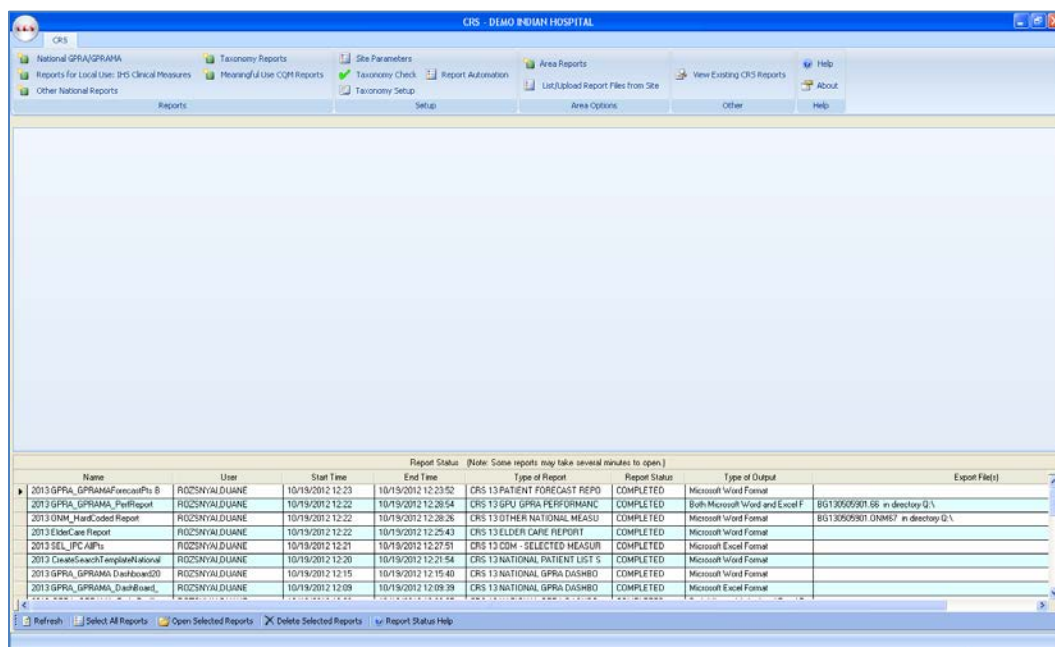 CRS - DEMO INDIAN HOSPITAL
CRS
National GPRA/GPRAMA
Reports for Local Use: IHS Clinical Measures
Other National Reports
Taxonomy Reports
Meaningful Use CQM Reports
Reports
Site Parameters
Taxonomy Check
Report Automation
Taxonomy Setup
Setup
Area Reports
List/Upload Report Files from Site
Area Options
View Existing CRS Reports
Other
Help
About
Help
Report Status (Note: Some reports may take several minutes to open.)
Name User Start Time End Time Type of Report Report Status Type of Output Export File(s)
2013 GPRA_GPRAMAForecastPts B ROZSNYAI,DUANE 10/19/2012 12:23 10/19/2012 12:23:52 CRS 13 PATIENT FORECAST REPO COMPLETED Microsoft Word Format
2013 GPRA_GPRAMA_PerfReport ROZSNYAI,DUANE 10/19/2012 12:22 10/19/2012 12:28:54 CRS 13 GPU GPRA PERFORMANC COMPLETED Both Microsoft Word and Excel F BG130505901.66 in directory Q:\
2013 ONM_HardCoded Report ROZSNYAI,DUANE 10/19/2012 12:22 10/19/2012 12:28:26 CRS 13 OTHER NATIONAL MEASU COMPLETED Microsoft Word Format BG130505901.ONM67 in directory Q:\
2013 ElderCare Report ROZSNYAI,DUANE 10/19/2012 12:22 10/19/2012 12:25:43 CRS 13 ELDER CARE REPORT COMPLETED Microsoft Word Format
2013 SEL_IPC AllPts ROZSNYAI,DUANE 10/19/2012 12:21 10/19/2012 12:27:51 CRS 13 COM - SELECTED MEASUR COMPLETED Microsoft Excel Format
2013 CreateSearchTemplateNational ROZSNYAI,DUANE 10/19/2012 12:20 10/19/2012 12:21:54 CRS 13 NATIONAL PATIENT LIST S COMPLETED Microsoft Word Format
2013 GPRA_GPRAMA Dashboard20 ROZSNYAI,DUANE 10/19/2012 12:15 10/19/2012 12:15:40 CRS 13 NATIONAL GPRA DASHBO COMPLETED Microsoft Word Format
2013 GPRA_GPRAMA_DashBoard_ ROZSNYAI,DUANE 10/19/2012 12:09 10/19/2012 12:09:39 CRS 13 NATIONAL GPRA DASHBO COMPLETED Microsoft Excel Format
Refresh Select All Reports Open Selected Reports Delete Selected Reports Report Status Help